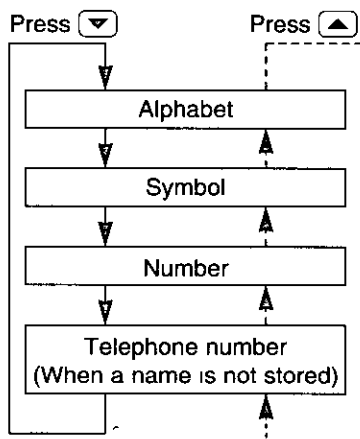 Press Press
Alphabet
Symbol
Number
Telephone number
(When a name is not stored)